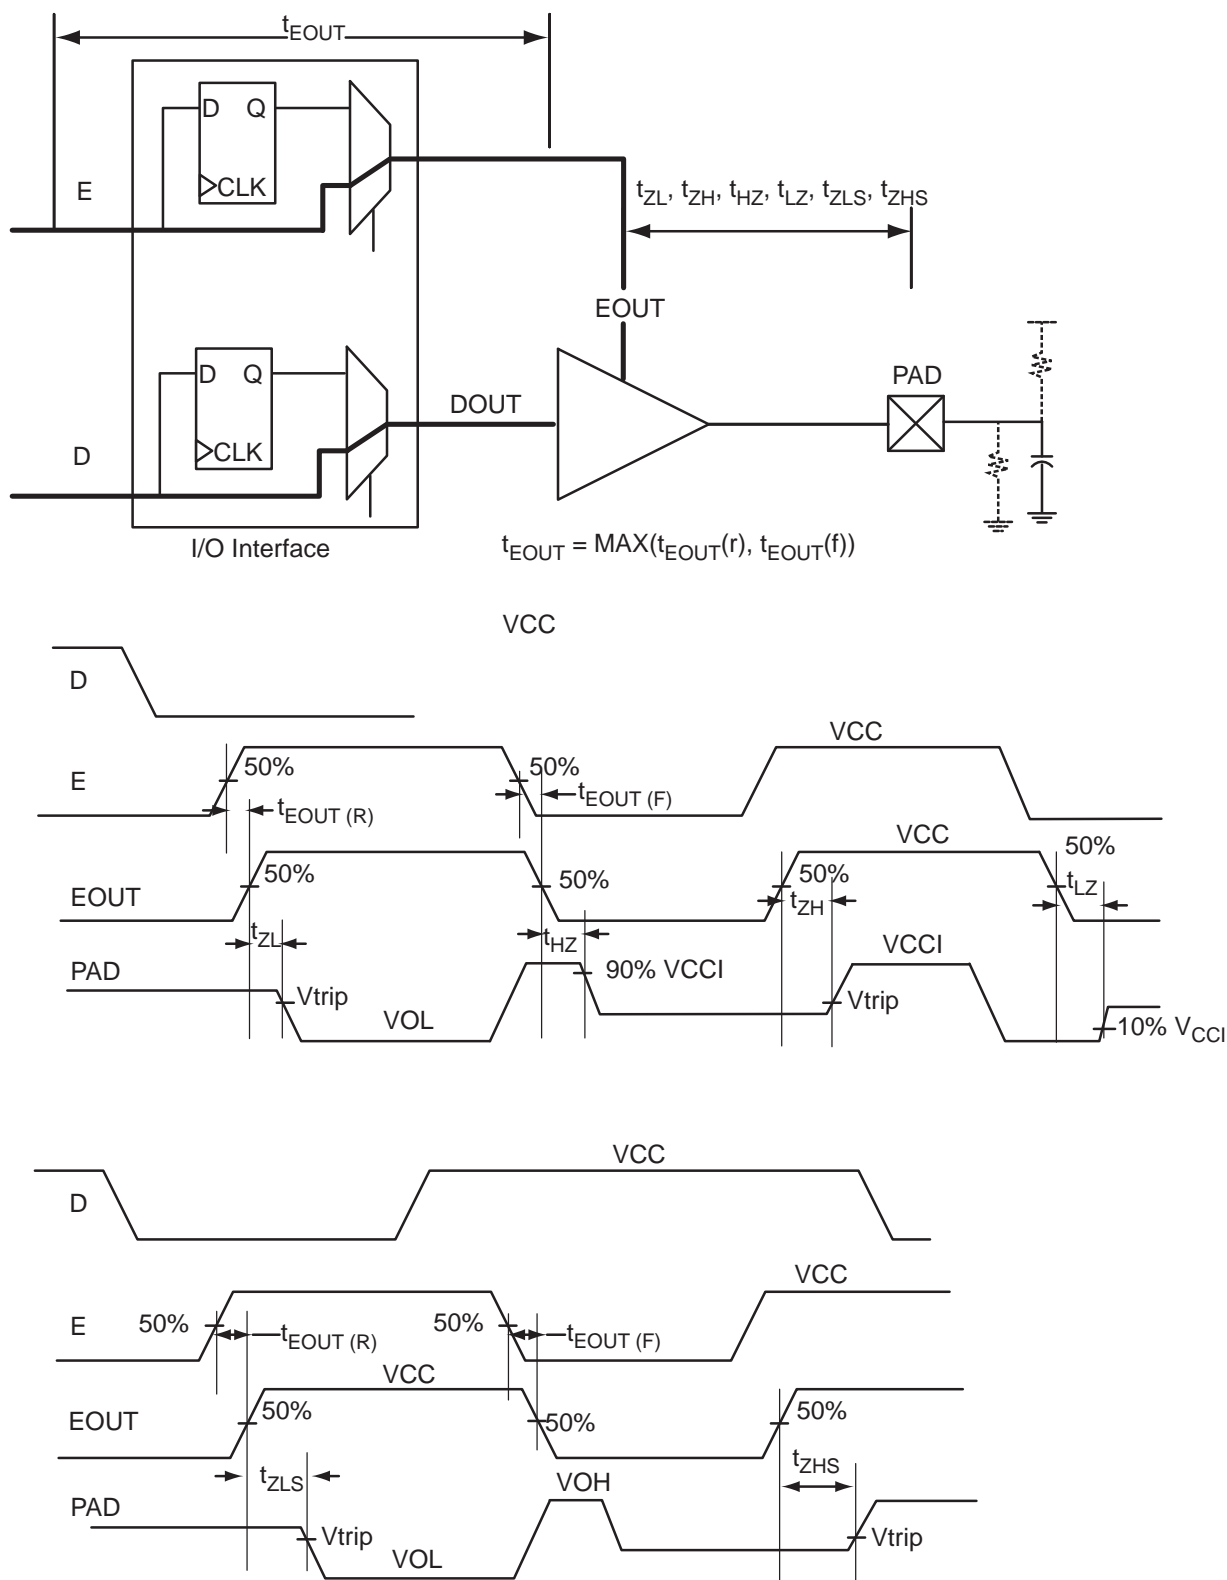 tEOUT
D Q
CLK
E
tZL, tZH, tHZ, tLZ, tZLS, tZHS
EOUT
D Q
CLK
DOUT
PAD
D
I/O Interface
tEOUT = MAX(tEOUT(r), tEOUT(f))
VCC
D
VCC
E
50%
50%
tEOUT (R)
tEOUT (F)
VCC
50%
EOUT
50%
50%
50%
tZL
tHZ
tZH
tLZ
PAD
VCCI
90% VCCI
Vtrip
Vtrip
VOL
10% VCCI
VCC
D
VCC
E
50%
50%
tEOUT (R)
tEOUT (F)
VCC
EOUT
50%
50%
50%
tZLS
tZHS
VOH
PAD
Vtrip
Vtrip
VOL